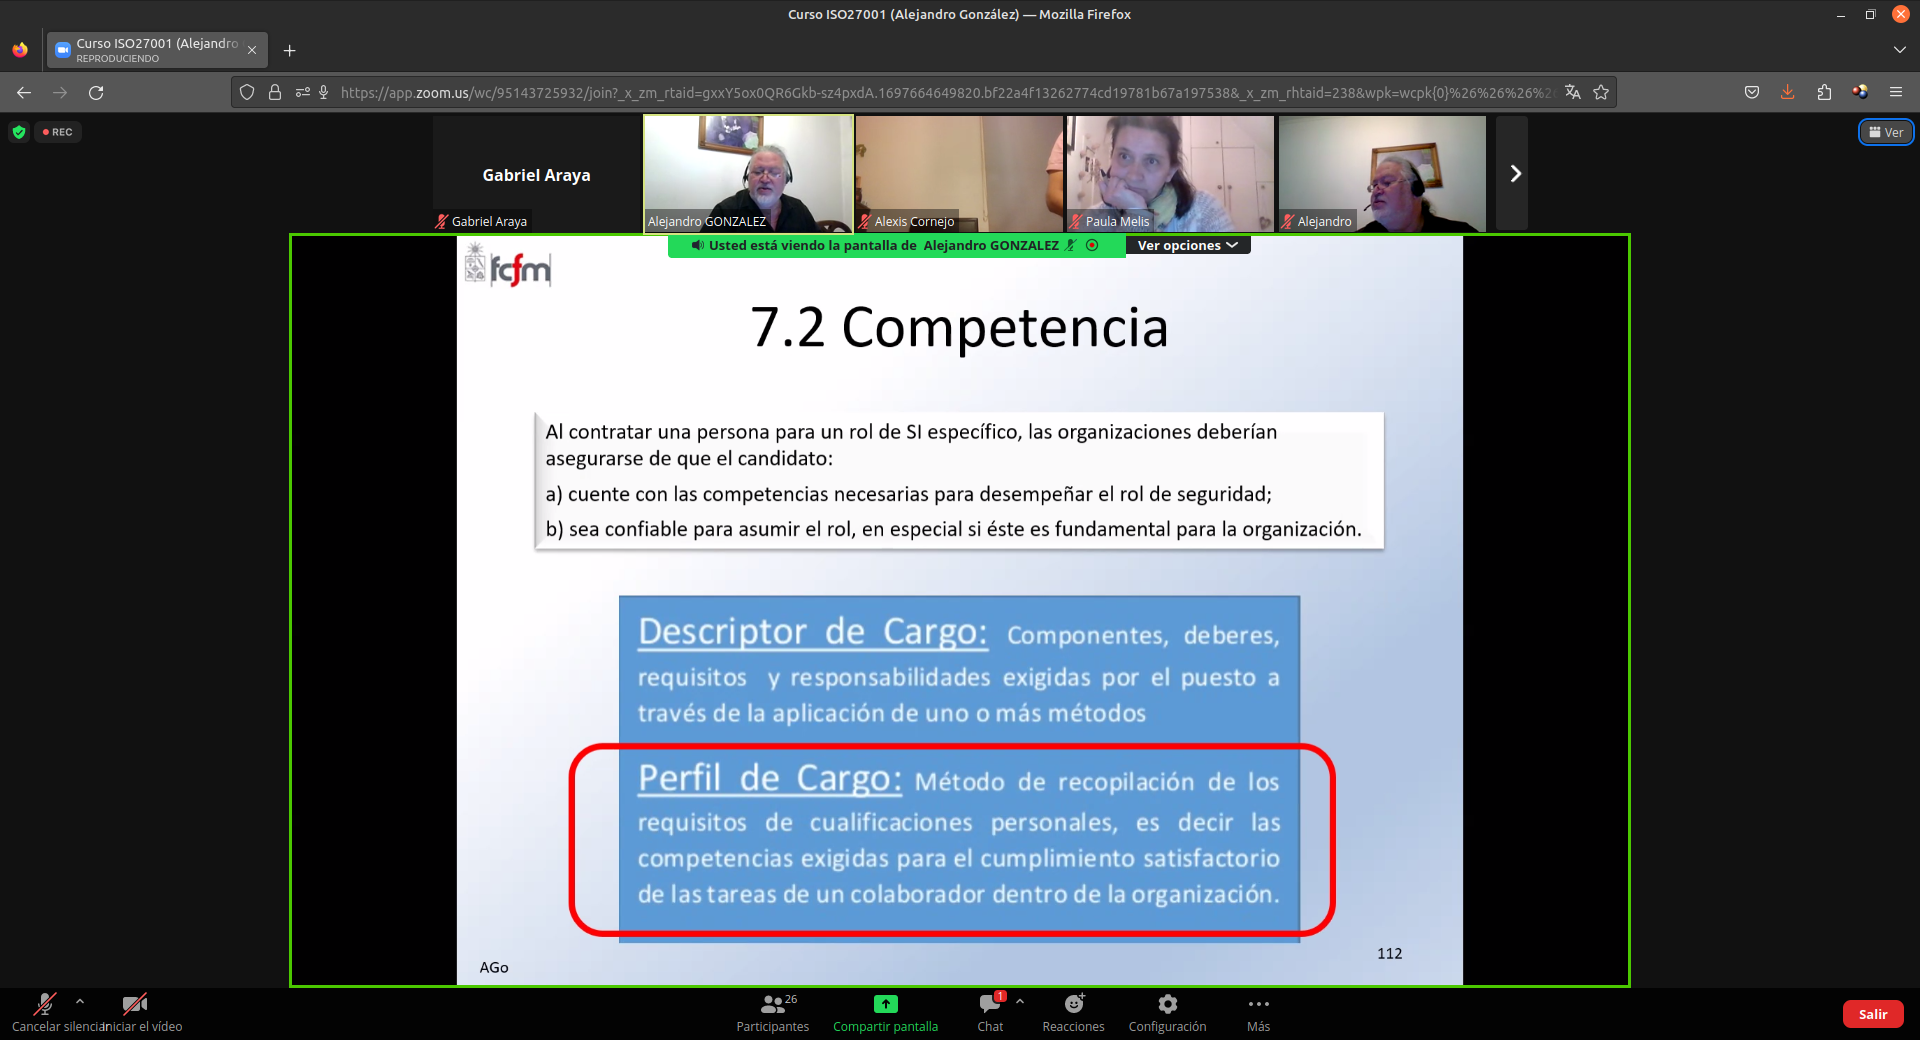 Curso ISO27001 (Alejandro González) — Mozilla Firefox
Curso ISO27001 (Alejandro
REPRODUCIENDO
https://app.zoom.us/wc/95143725932/join?_x_zm_rtaid=gxxY5ox0QR6Gkb-sz4pxdA.1697664649820.bf22a4f13262774cd19781b67a197538&_x_zm_rhtaid=238&wpk=wcpk{0}%26%26%26%2
REC
Ver
Gabriel Araya
Gabriel Araya
Alejandro GONZALEZ
Alexis Cornejo
Paula Melis
Alejandro
Usted está viendo la pantalla de Alejandro GONZALEZ
Ver opciones
fcfm
7.2 Competencia
Al contratar una persona para un rol de SI específico, las organizaciones deberían
asegurarse de que el candidato:
a) cuente con las competencias necesarias para desempeñar el rol de seguridad;
b) sea confiable para asumir el rol, en especial si éste es fundamental para la organización.
Descriptor de Cargo: Componentes, deberes,
requisitos y responsabilidades exigidas por el puesto a
través de la aplicación de uno o más métodos
Perfil de Cargo: Método de recopilación de los
requisitos de cualificaciones personales, es decir las
competencias exigidas para el cumplimiento satisfactorio
de las tareas de un colaborador dentro de la organización.
AGo
112
Cancelar silenciar
Iniciar el vídeo
26
Participantes
Compartir pantalla
1
Chat
Reacciones
Configuración
Más
Salir